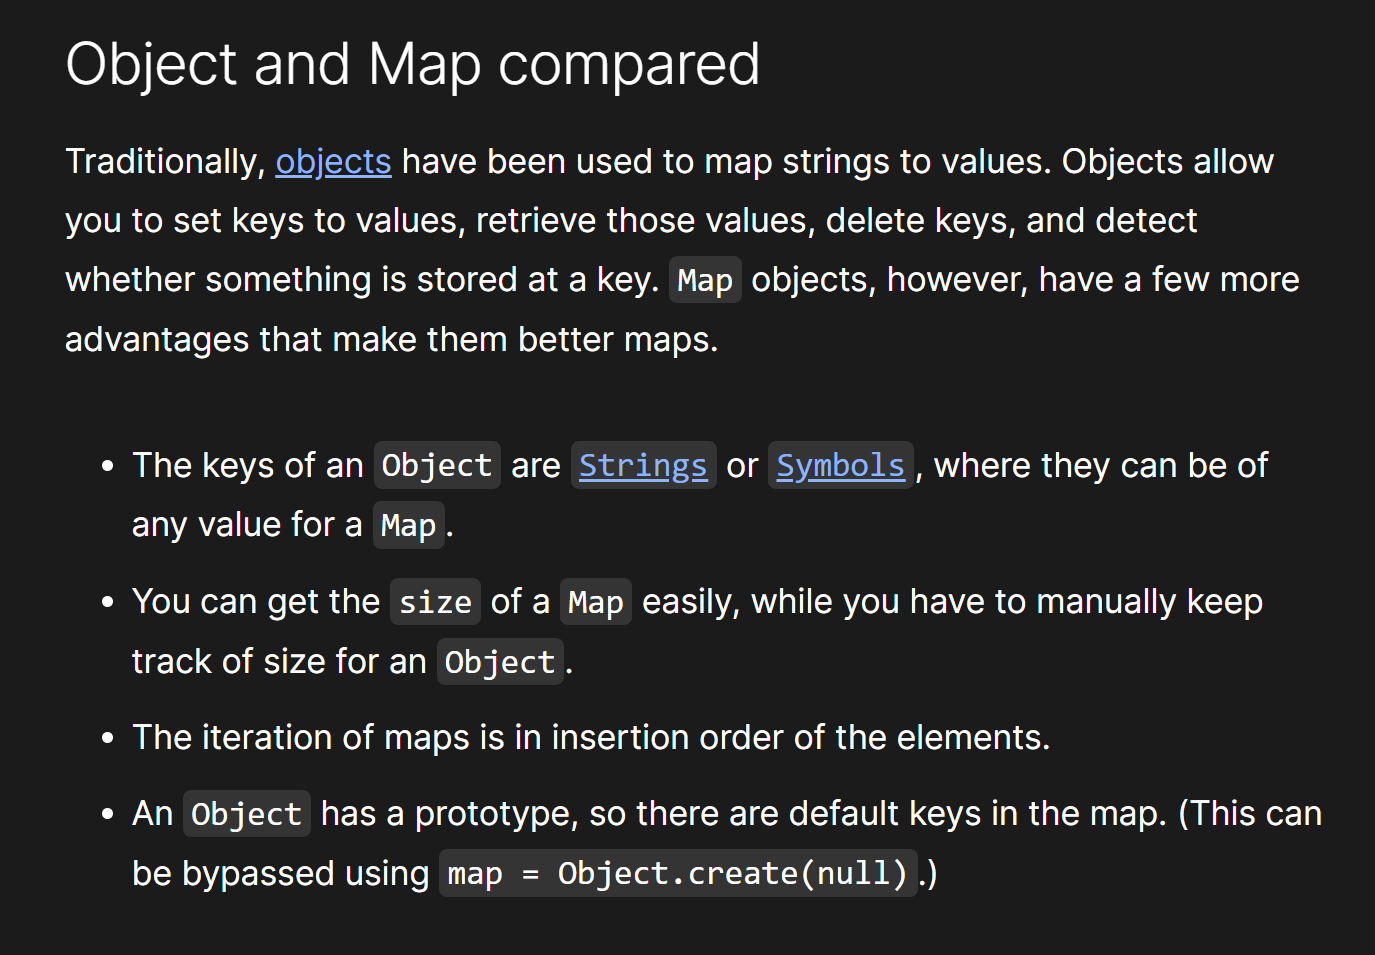 Object and Map compared
Traditionally, objects have been used to map strings to values. Objects allow
you to set keys to values, retrieve those values, delete keys, and detect
whether something is stored at a key. Map objects, however, have a few more
advantages that make them better maps.
• The keys of an Object are Strings or Symbols, where they can be of
any value for a Map.
• You can get the size of a Map easily, while you have to manually keep
track of size for an Object.
• The iteration of maps is in insertion order of the elements.
• An Object has a prototype, so there are default keys in the map. (This can
be bypassed using map = Object.create(null).)